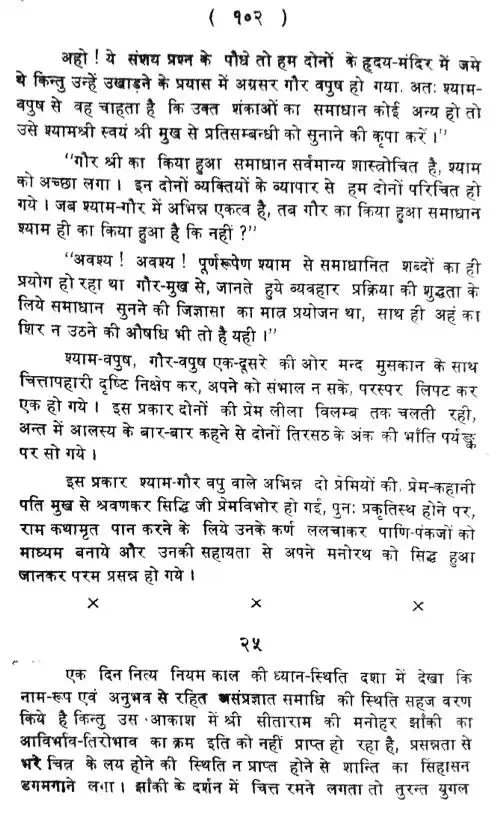 ( १०२ )
अहो ! ये संशय प्रश्न के पौधे तो हम दोनों के हृदय-मंदिर में जमे
थे किन्तु उन्हें उखाड़ने के प्रयास में अग्रसर गौर वपुष हो गया. अतः श्याम-
वपुष से वह चाहता है कि उक्त शंकाओं का समाधान कोई अन्य हो तो
उसे श्यामश्री स्वयं श्री मुख से प्रतिसम्बन्धी को सुनाने की कृपा करें ।"
"गौर श्री का किया हुआ समाधान सर्वमान्य शास्त्रोचित है, श्याम
को अच्छा लगा । इन दोनों व्यक्तियों के व्यापार से हम दोनों परिचित हो
गये । जब श्याम-गौर में अभिन्न एकत्व है, तब गौर का किया हुआ समाधान
श्याम ही का किया हुआ है कि नहीं ?"
"अवश्य ! अवश्य ! पूर्णरूपेण श्याम से समाधानित शब्दों का ही
प्रयोग हो रहा था गौर-मुख से, जानते हुये व्यवहार प्रक्रिया की शुद्धता के
लिये समाधान सुनने की जिज्ञासा का मात्र प्रयोजन था, साथ ही अहं का
शिर न उठने की औषधि भी तो है यही ।"
श्याम-वपुष, गौर-वपुष एक-दूसरे की ओर मन्द मुसकान के साथ
चित्तापहारी दृष्टि निक्षेप कर, अपने को संभाल न सके, परस्पर लिपट कर
एक हो गये । इस प्रकार दोनों की प्रेम लीला विलम्ब तक चलती रही,
अन्त में आलस्य के बार-बार कहने से दोनों तिरसठ के अंक की भाँति पर्यङ्क
पर सो गये ।
इस प्रकार श्याम-गौर वपु वाले अभिन्न दो प्रेमियों की, प्रेम-कहानी
पति मुख से श्रवणकर सिद्धि जी प्रेमविभोर हो गईं, पुनः प्रकृतिस्थ होने पर,
राम कथामृत पान करने के लिये उनके कर्ण ललचाकर पाणि-पंकजों को
माध्यम बनाये और उनकी सहायता से अपने मनोरथ को सिद्ध हुआ
जानकर परम प्रसन्न हो गये ।
× × ×
२५
एक दिन नित्य नियम काल की ध्यान-स्थिति दशा में देखा कि
नाम-रूप एवं अनुभव से रहित असंप्रज्ञात समाधि की स्थिति सहज वरण
किये है किन्तु उस आकाश में श्री सीताराम की मनोहर झाँकी का
आविर्भाव-तिरोभाव का क्रम इति को नहीं प्राप्त हो रहा है, प्रसन्नता से
भरे चित्त के लय होने की स्थिति न प्राप्त होने से शान्ति का सिंहासन
डगमगाने लगा । झाँकी के दर्शन में चित्त रमने लगता तो तुरन्त युगल